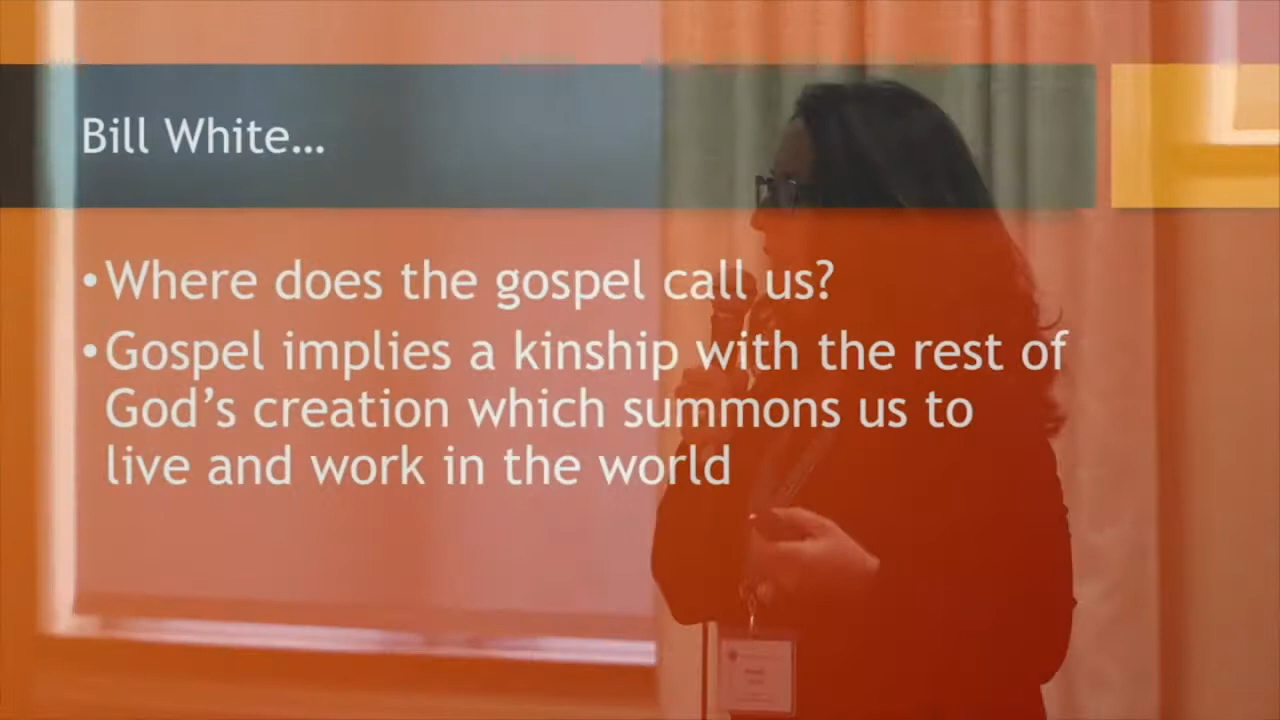 Bill White…
•Where does the gospel call us?
•Gospel implies a kinship with the rest of
God’s creation which summons us to
live and work in the world